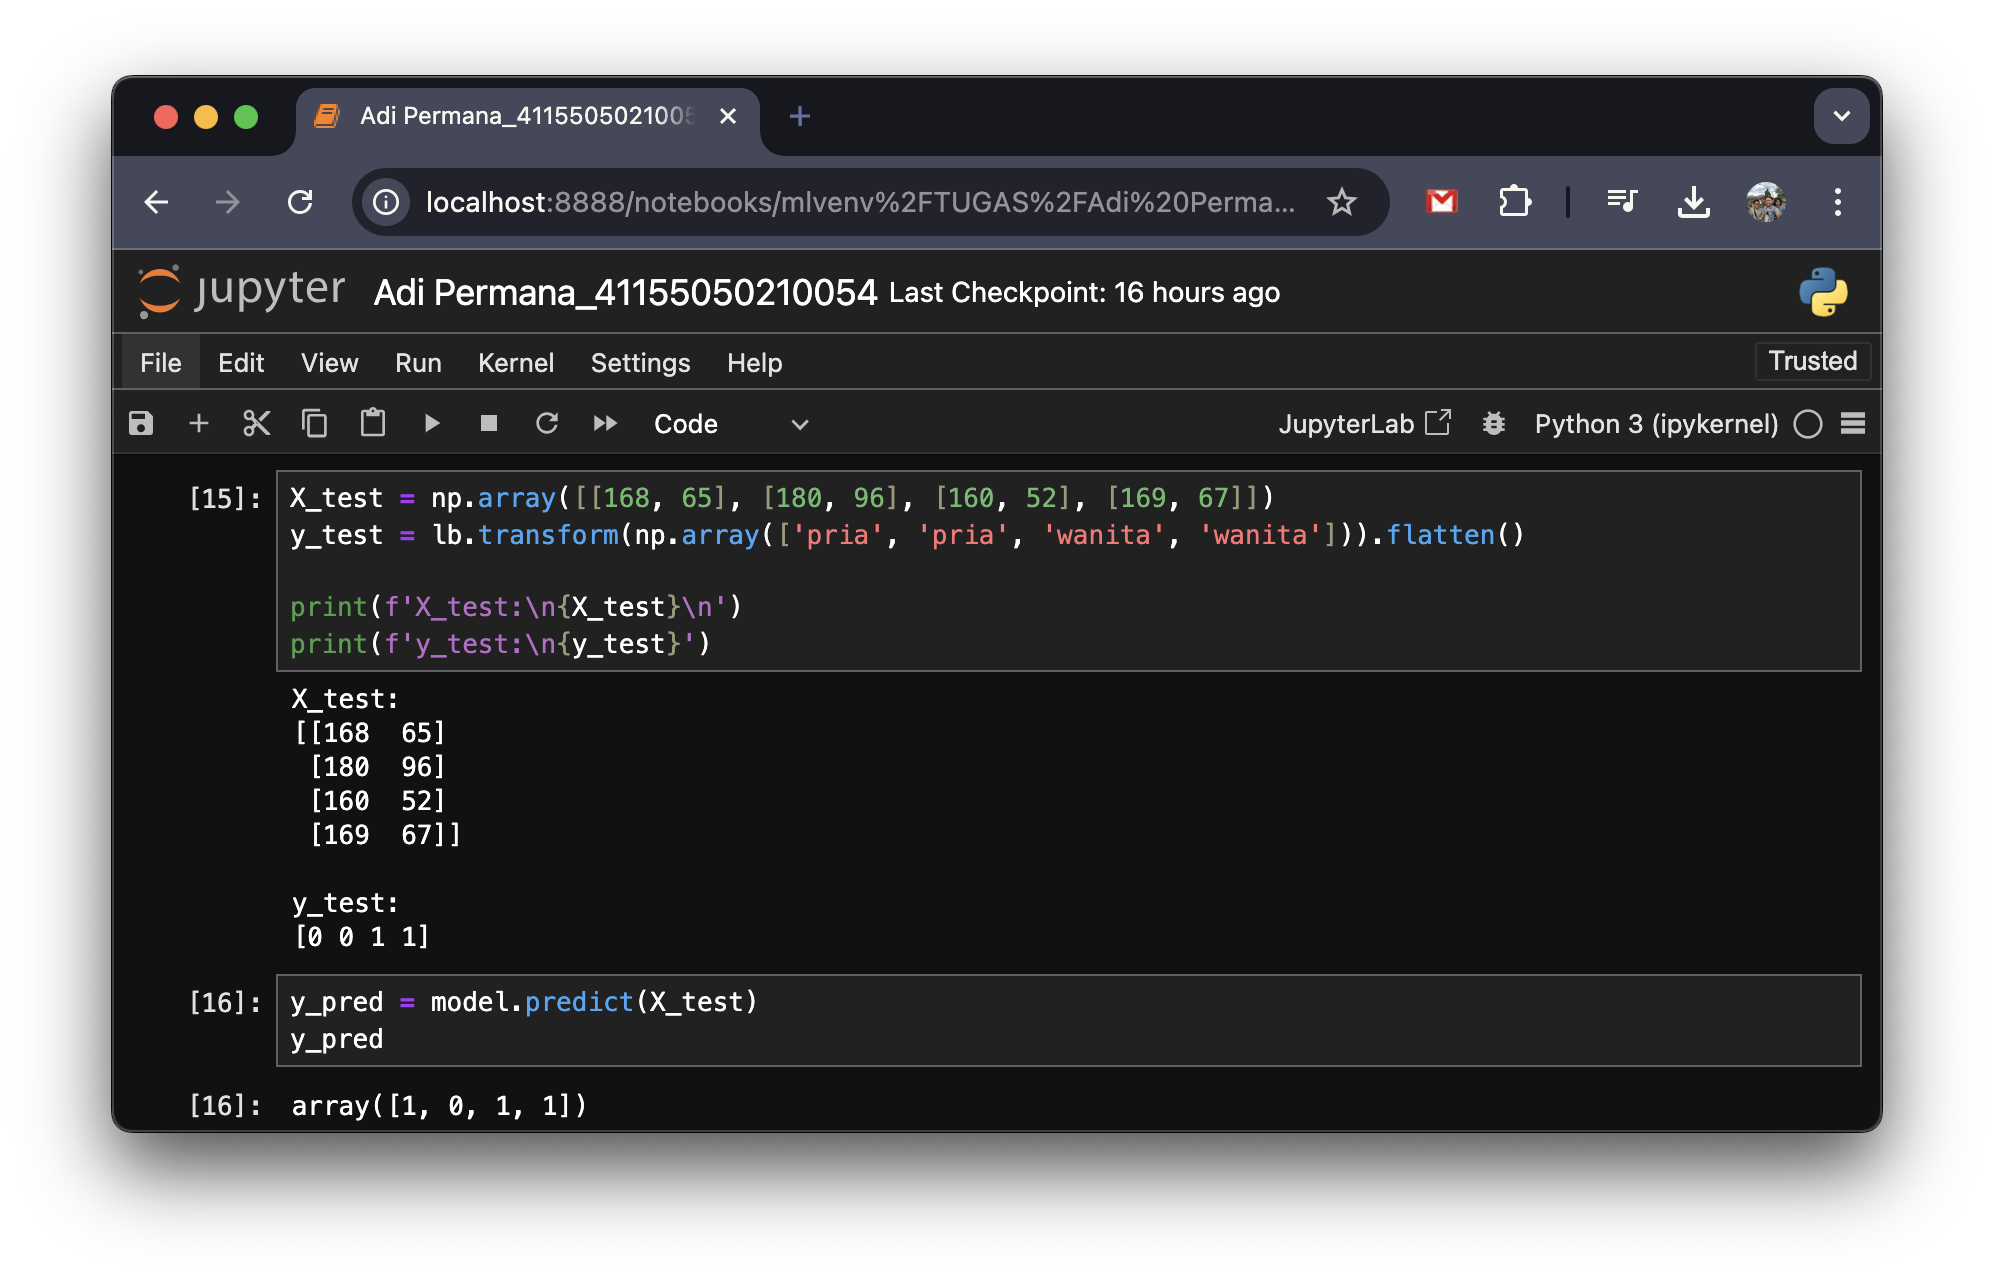 Adi Permana_4115505021005
localhost:8888/notebooks/mlvenv%2FTUGAS%2FAdi%20Perma...
jupyter Adi Permana_41155050210054 Last Checkpoint: 16 hours ago
File Edit View Run Kernel Settings Help Trusted
Code JupyterLab Python 3 (ipykernel)
[15]: X_test = np.array([[168, 65], [180, 96], [160, 52], [169, 67]])
y_test = lb.transform(np.array(['pria', 'pria', 'wanita', 'wanita'])).flatten()
print(f'X_test:\n{X_test}\n')
print(f'y_test:\n{y_test}')
X_test:
[[168  65]
 [180  96]
 [160  52]
 [169  67]]
y_test:
[0 0 1 1]
[16]: y_pred = model.predict(X_test)
y_pred
[16]: array([1, 0, 1, 1])